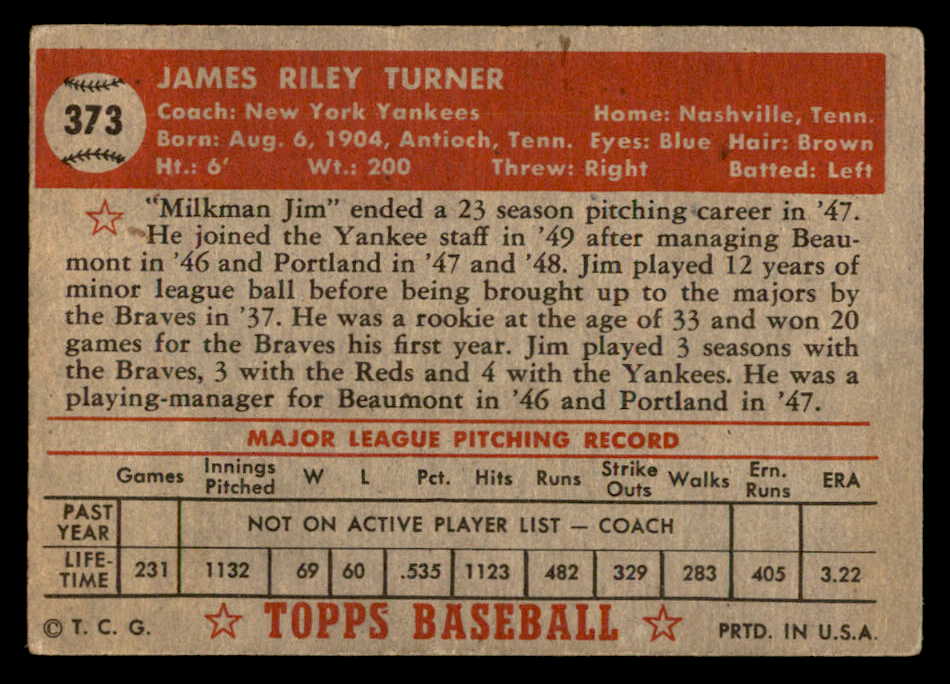 373
JAMES RILEY TURNER
Coach: New York Yankees Home: Nashville, Tenn.
Born: Aug. 6, 1904, Antioch, Tenn. Eyes: Blue Hair: Brown
Ht.: 6' Wt.: 200 Threw: Right Batted: Left
"Milkman Jim" ended a 23 season pitching career in '47.
He joined the Yankee staff in '49 after managing Beau-
mont in '46 and Portland in '47 and '48. Jim played 12 years of
minor league ball before being brought up to the majors by
the Braves in '37. He was a rookie at the age of 33 and won 20
games for the Braves his first year. Jim played 3 seasons with
the Braves, 3 with the Reds and 4 with the Yankees. He was a
playing-manager for Beaumont in '46 and Portland in '47.
MAJOR LEAGUE PITCHING RECORD
Games Innings Pitched W L Pct. Hits Runs Strike Outs Walks Ern. Runs ERA
PAST YEAR NOT ON ACTIVE PLAYER LIST — COACH
LIFE-TIME 231 1132 69 60 .535 1123 482 329 283 405 3.22
© T. C. G. TOPPS BASEBALL PRTD. IN U.S.A.